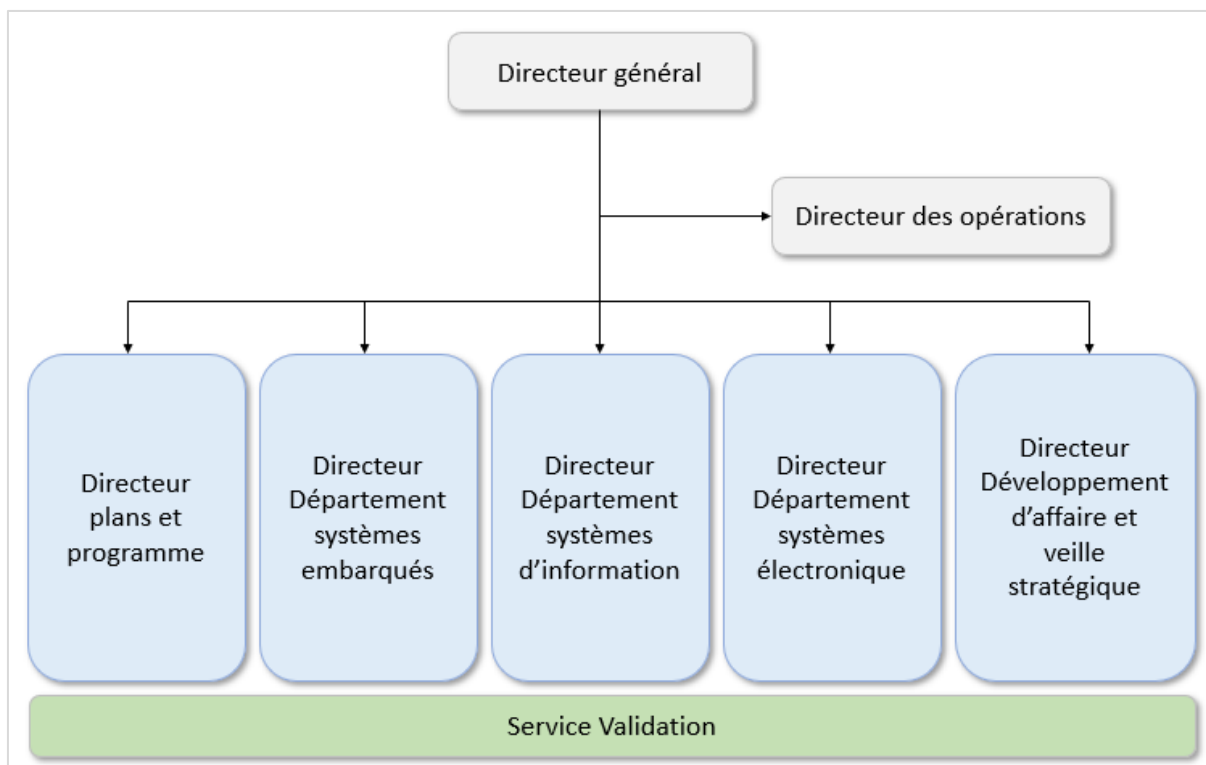 Directeur général
Directeur des opérations
Directeur
plans et
programme
Directeur
Département
systèmes
embarqués
Directeur
Département
systèmes
d’information
Directeur
Département
systèmes
électronique
Directeur
Développement
d’affaire et
veille
stratégique
Service Validation